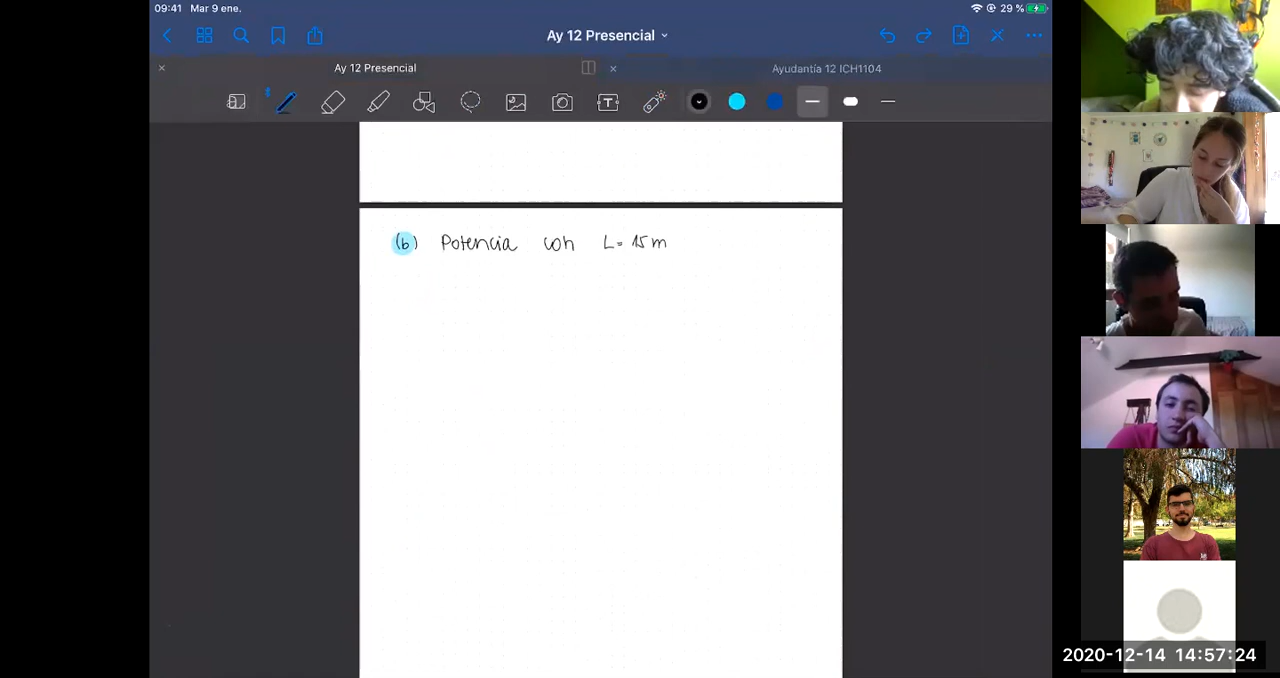 09:41 Mar 9 ene.
29 %
Ay 12 Presencial
Ay 12 Presencial
Ayudantía 12 ICH1104
T
(b) Potencia con L = 15 m
2020-12-14 14:57:24